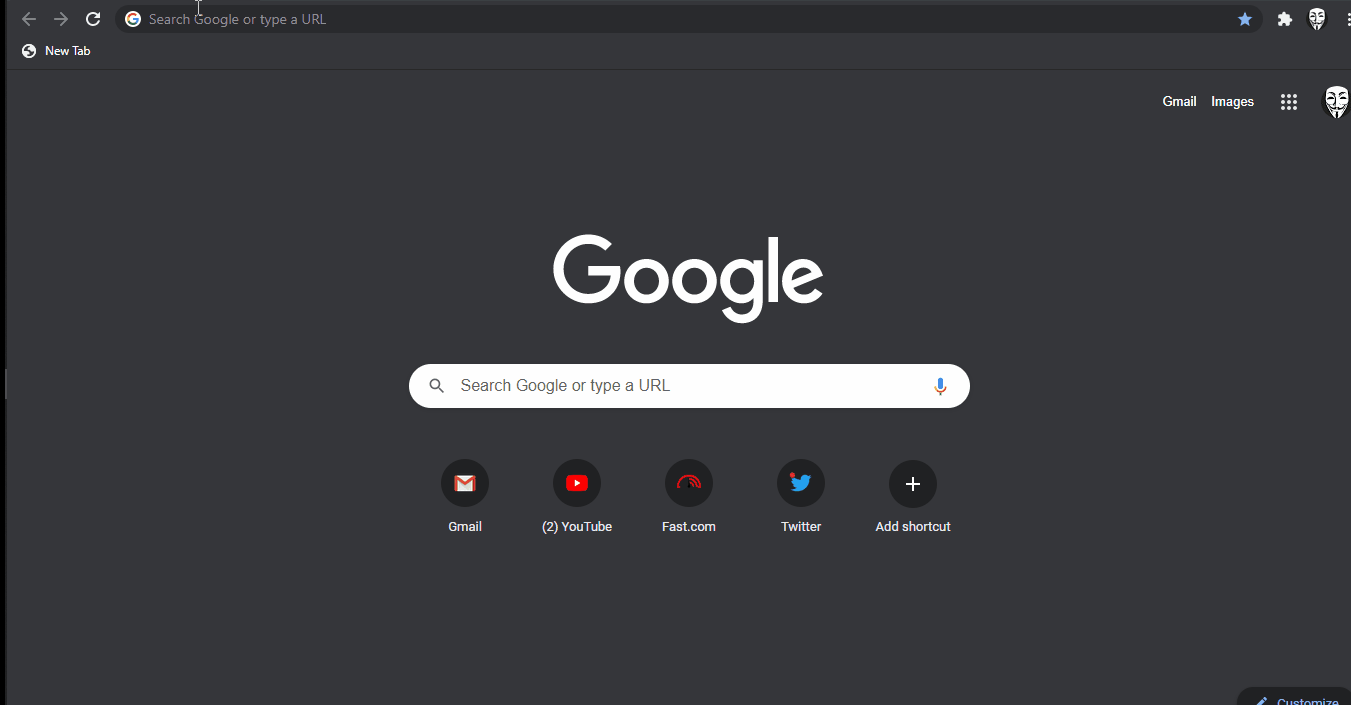 Search Google or type a URL
New Tab
Gmail Images
Google
Search Google or type a URL
Gmail (2) YouTube Fast.com Twitter Add shortcut
Customize